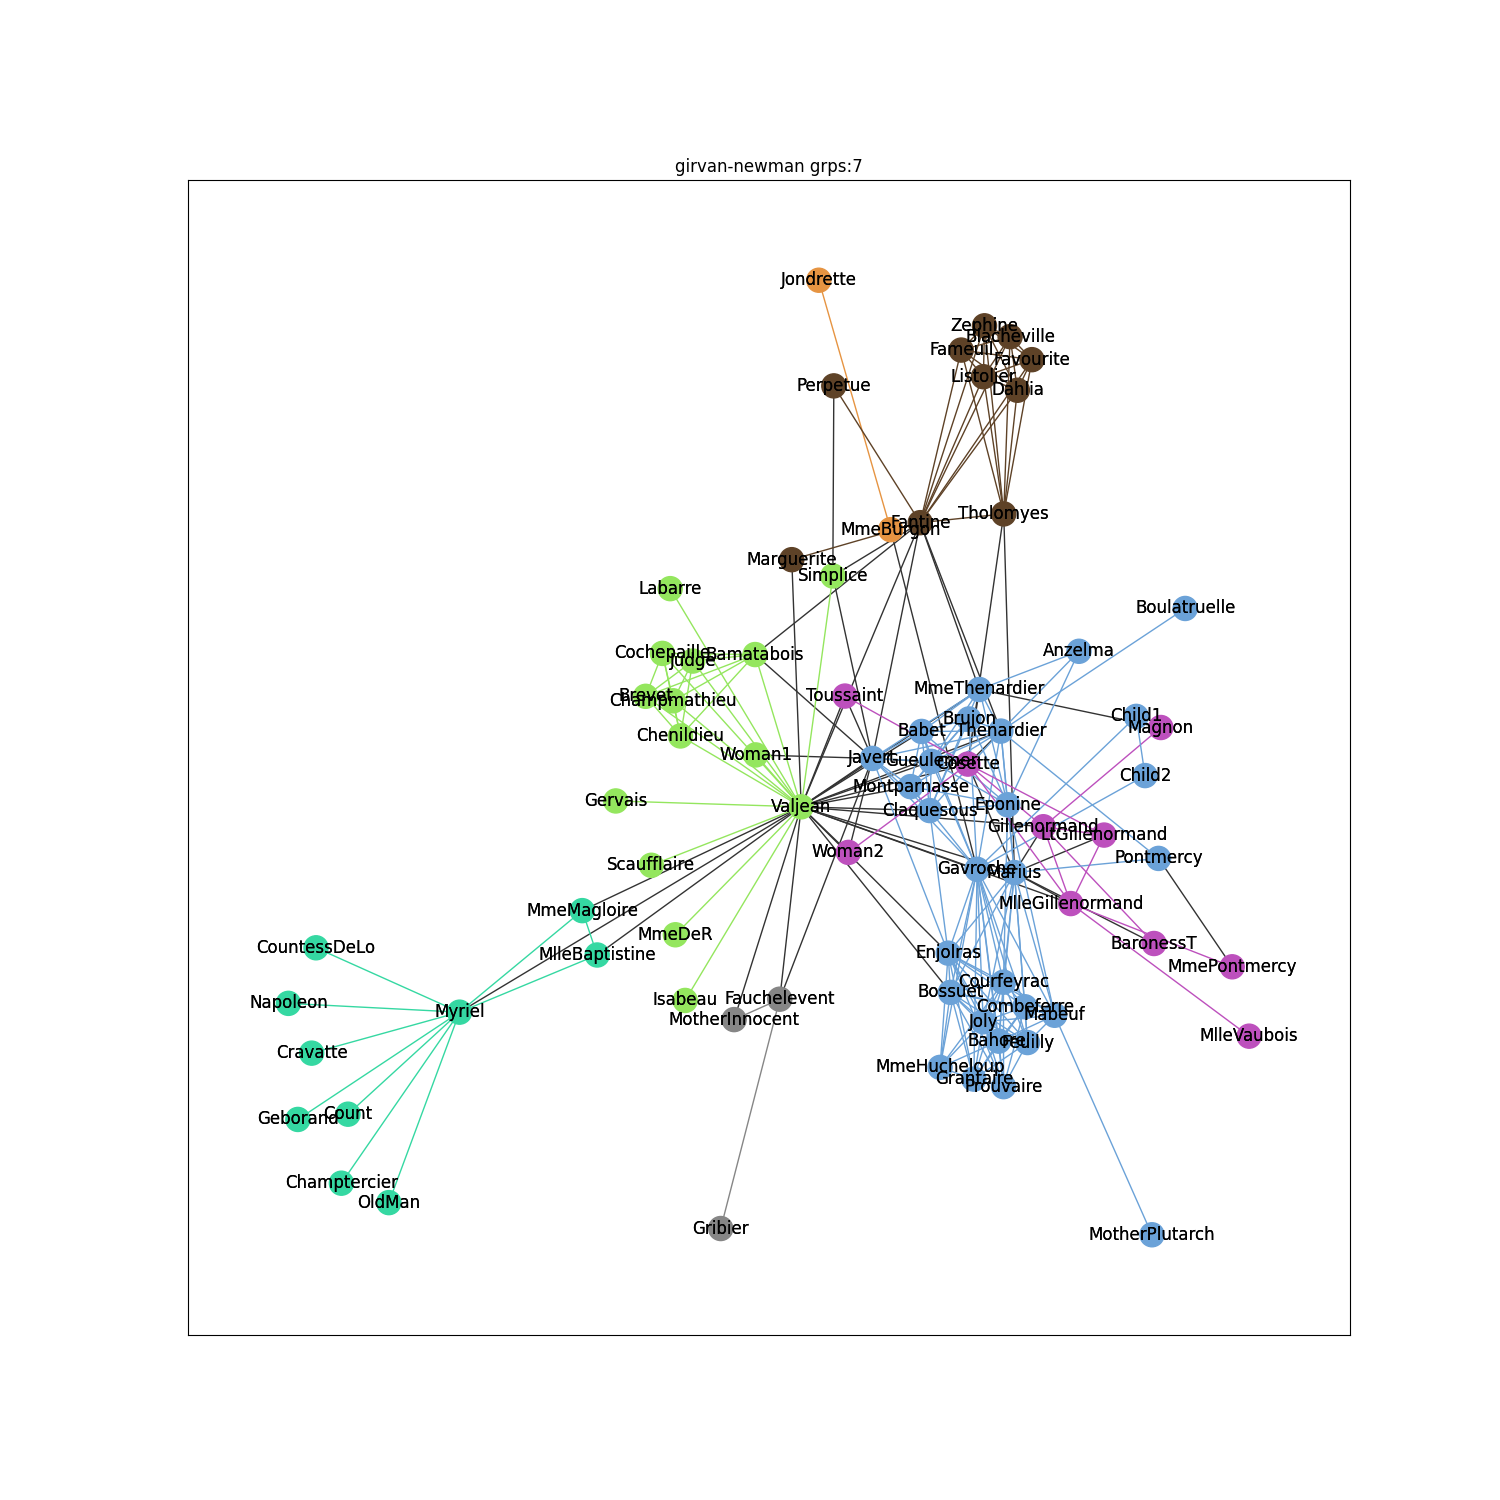 girvan-newman grps:7
Jondrette
Zephine
Blacheville
Fameuil
Favourite
Listolier
Perpetue
Dahlia
Tholomyes
Fantine
MmeBurgon
Marguerite
Simplice
Labarre
Boulatruelle
Anzelma
Cochepaille
Bamatabois
Judge
MmeThenardier
Brevet
Toussaint
Champmathieu
Child1
Brujon
Magnon
Babet
Thenardier
Chenildieu
Woman1
Javert
Gueulemer
Cosette
Child2
Montparnasse
Gervais
Eponine
Valjean
Claquesous
Gillenormand
LtGillenormand
Woman2
Pontmercy
Scaufflaire
Gavroche
Marius
MlleGillenormand
MmeMagloire
MmeDeR
BaronessT
CountessDeLo
Enjolras
MlleBaptistine
MmePontmercy
Courfeyrac
Bossuet
Isabeau
Fauchelevent
Napoleon
Combeferre
Myriel
Mabeuf
MotherInnocent
Joly
MlleVaubois
Bahorel
Feuilly
Cravatte
MmeHucheloup
Grantaire
Prouvaire
Count
Geborand
Champtercier
OldMan
Gribier
MotherPlutarch